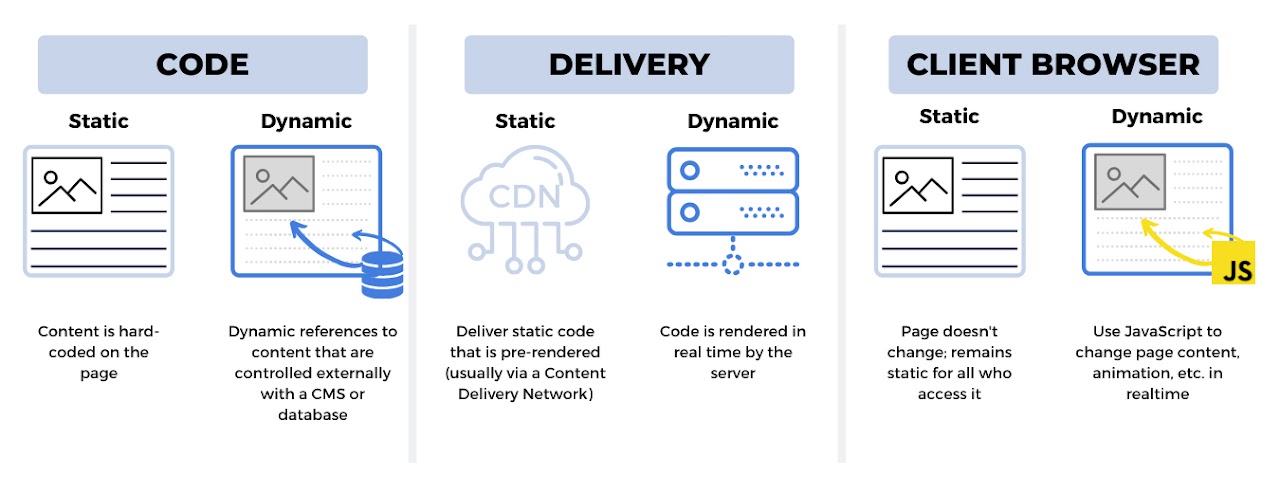 CODE
Static
Dynamic
Content is hard-
coded on the
page
Dynamic references to
content that are
controlled externally
with a CMS or
database
DELIVERY
Static
Dynamic
CDN
Deliver static code
that is pre-rendered
(usually via a Content
Delivery Network)
Code is rendered in
real time by the
server
CLIENT BROWSER
Static
Dynamic
JS
Page doesn't
change; remains
static for all who
access it
Use JavaScript to
change page content,
animation, etc. in
realtime